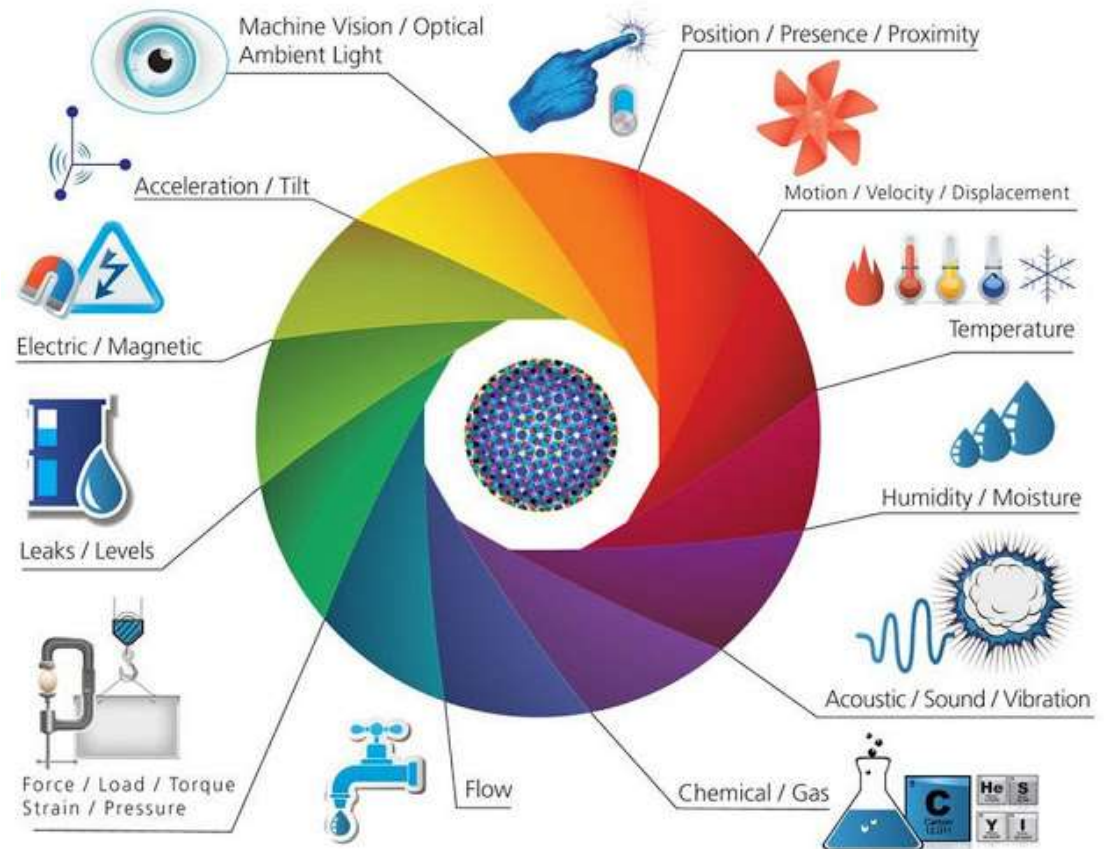 Machine Vision / Optical
Ambient Light
Position / Presence / Proximity
Motion / Velocity / Displacement
Acceleration / Tilt
Temperature
Electric / Magnetic
Humidity / Moisture
Leaks / Levels
Acoustic / Sound / Vibration
Force / Load / Torque
Strain / Pressure
Flow
Chemical / Gas
C
Carbon
He
S
Y
I